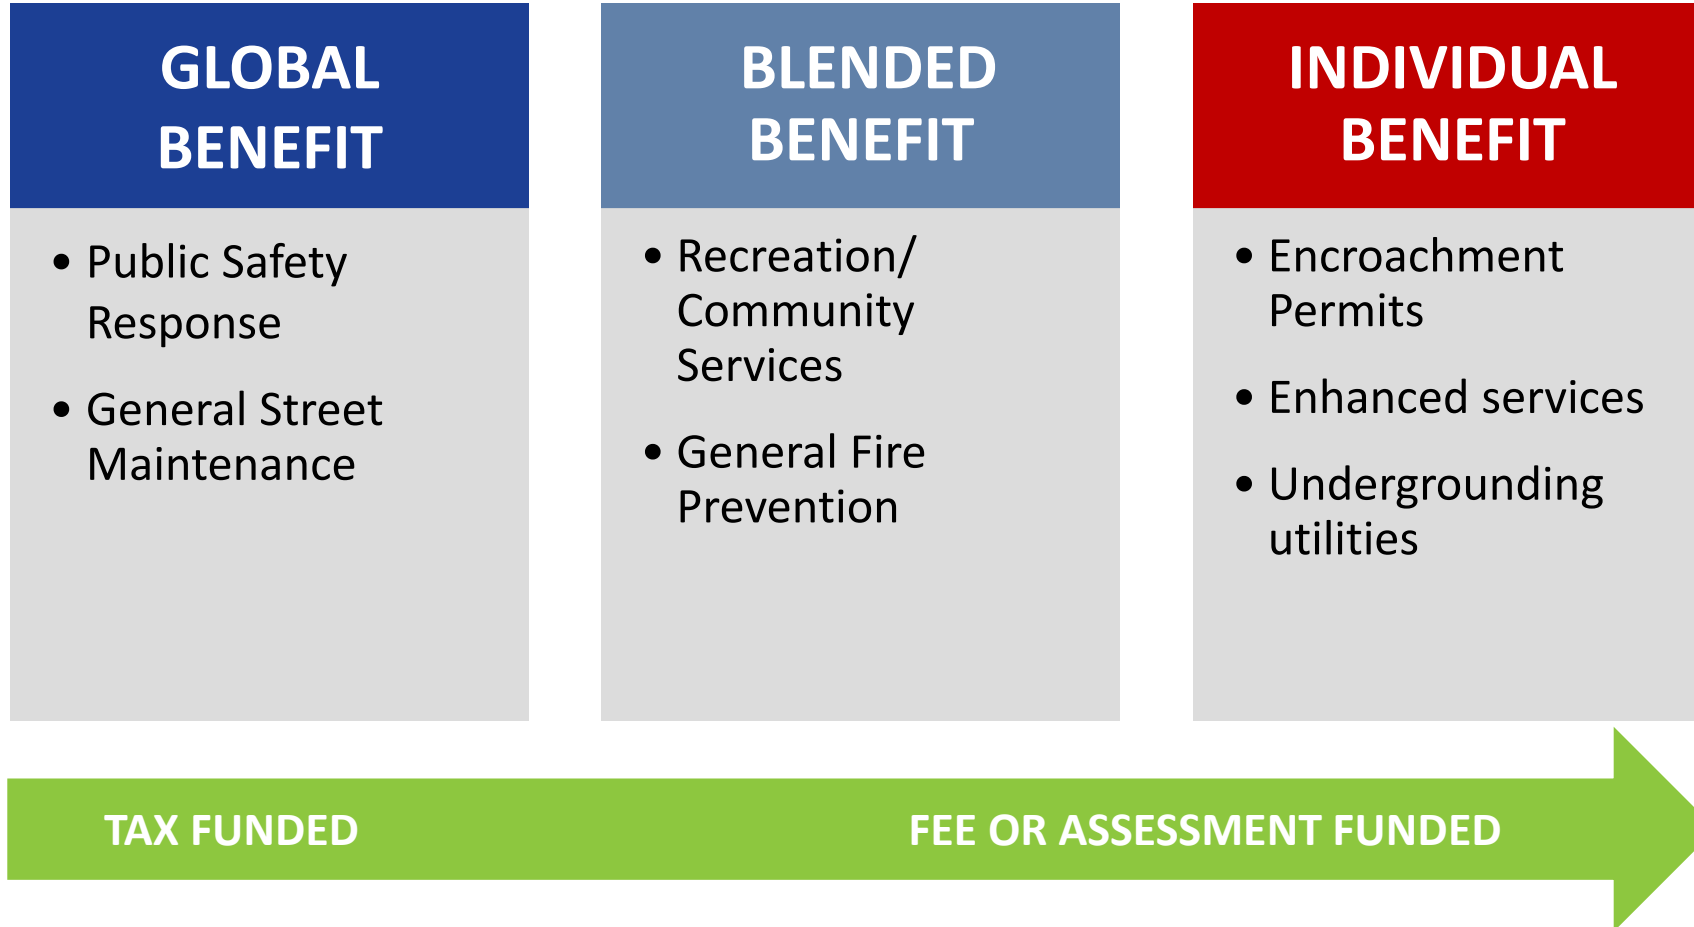 GLOBAL
BENEFIT
• Public Safety
Response
• General Street
Maintenance
BLENDED
BENEFIT
• Recreation/
Community
Services
• General Fire
Prevention
INDIVIDUAL
BENEFIT
• Encroachment
Permits
• Enhanced services
• Undergrounding
utilities
TAX FUNDED
FEE OR ASSESSMENT FUNDED